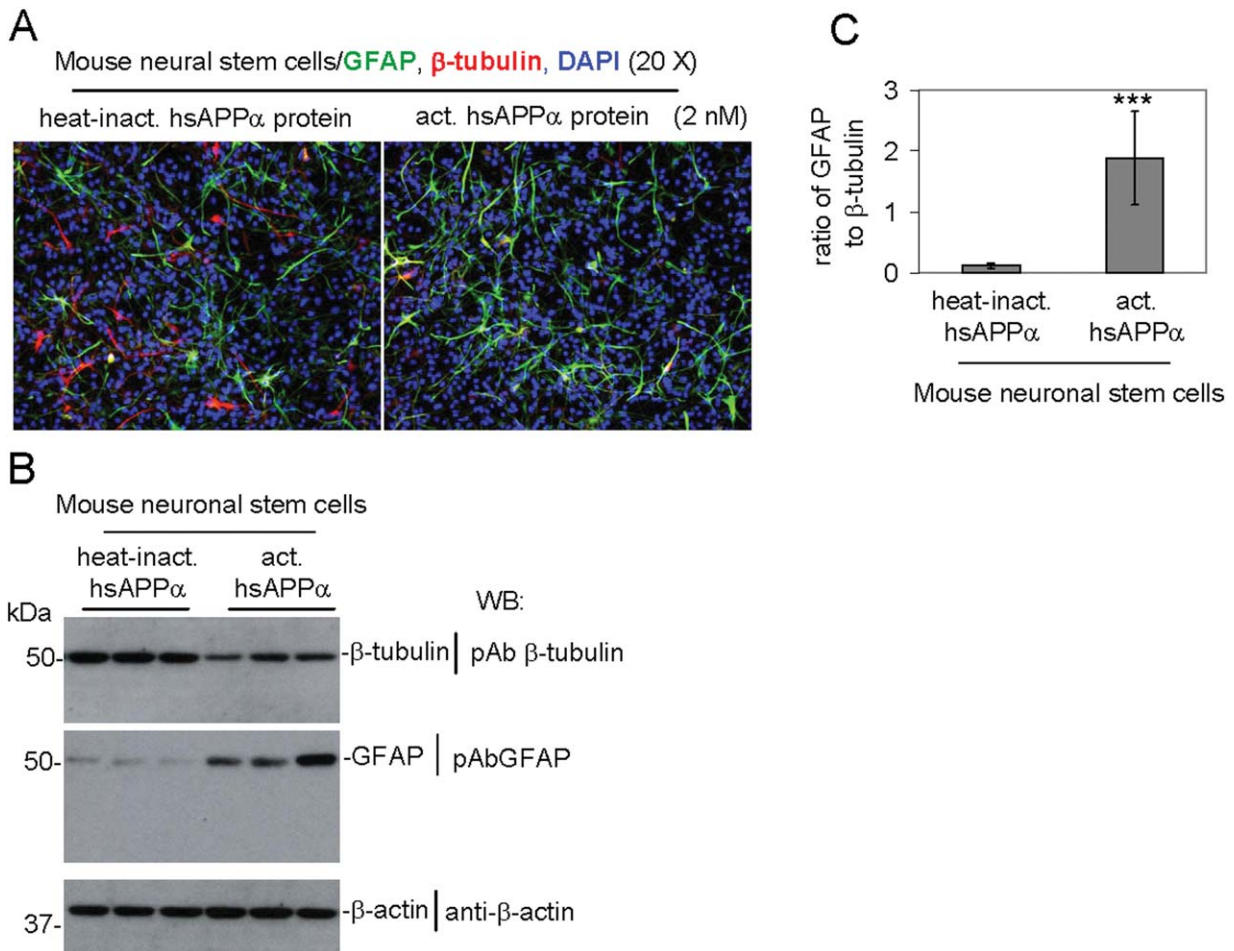 A
Mouse neural stem cells/GFAP, β-tubulin, DAPI (20 X)
heat-inact. hsAPPα protein act. hsAPPα protein (2 nM)
B
Mouse neuronal stem cells
heat-inact. act.
hsAPPα hsAPPα
kDa
WB:
50- -β-tubulin | pAb β-tubulin
50- -GFAP | pAbGFAP
37- -β-actin | anti-β-actin
C
ratio of GFAP
to β-tubulin
3
2
1
0
***
heat-inact. act.
hsAPPα hsAPPα
Mouse neuronal stem cells